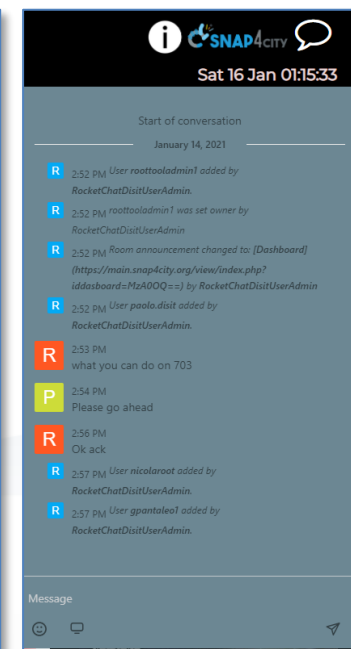 i SNAP4CITY
Sat 16 Jan 01:15:33
Start of conversation
January 14, 2021
R 2:52 PM User roottooladmin1 added by
RocketChatDisitUserAdmin.
R 2:52 PM roottooladmin1 was set owner by
RocketChatDisitUserAdmin
R 2:52 PM Room announcement changed to: [Dashboard]
(https://main.snap4city.org/view/index.php?
iddasboard=MzA0OQ==) by RocketChatDisitUserAdmin
R 2:52 PM User paolo.disit added by
RocketChatDisitUserAdmin.
R 2:53 PM
what you can do on 703
P 2:54 PM
Please go ahead
R 2:56 PM
Ok ack
R 2:57 PM User nicolaroot added by
RocketChatDisitUserAdmin.
R 2:57 PM User gpantaleo1 added by
RocketChatDisitUserAdmin.
Message